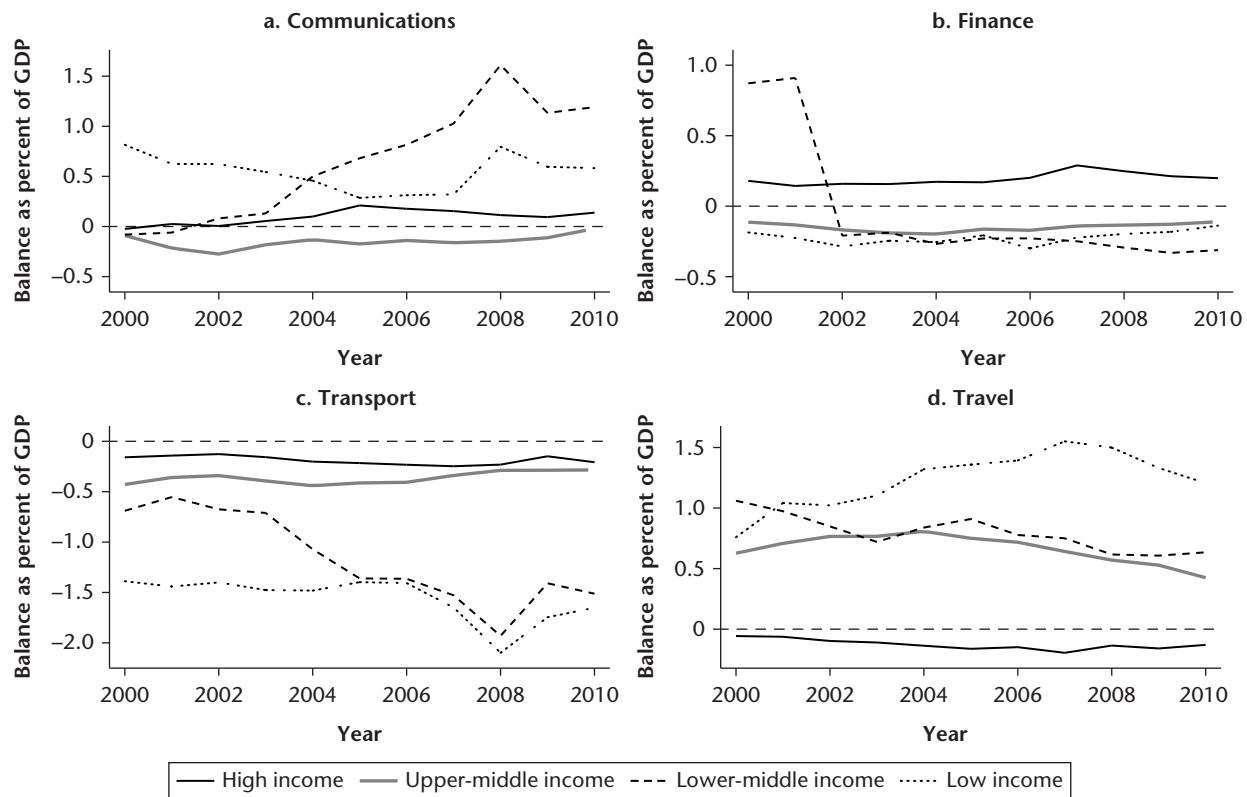 a. Communications
Balance as percent of GDP
1.5
1.0
0.5
0
−0.5
2000 2002 2004 2006 2008 2010
Year
b. Finance
Balance as percent of GDP
1.0
0.5
0
−0.5
2000 2002 2004 2006 2008 2010
Year
c. Transport
Balance as percent of GDP
0
−0.5
−1.0
−1.5
−2.0
2000 2002 2004 2006 2008 2010
Year
d. Travel
Balance as percent of GDP
1.5
1.0
0.5
0
2000 2002 2004 2006 2008 2010
Year
High income Upper-middle income Lower-middle income Low income